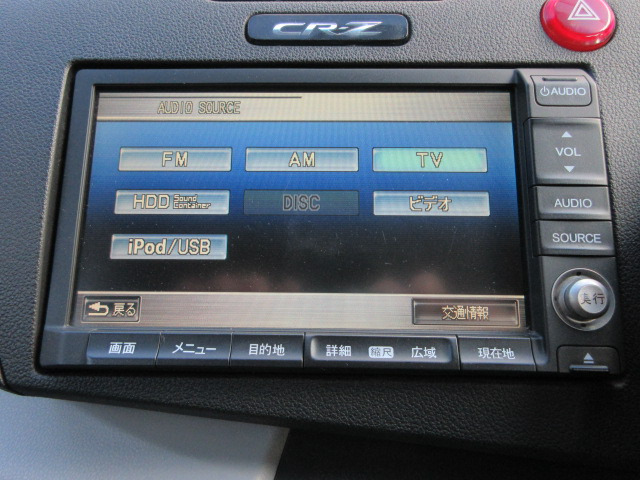 CR-Z
AUDIO SOURCE
FM
AM
TV
HDD Sound Container
DISC
ビデオ
iPod/USB
戻る
交通情報
AUDIO
VOL
AUDIO
SOURCE
実行
画面
メニュー
目的地
詳細
縮尺
広域
現在地